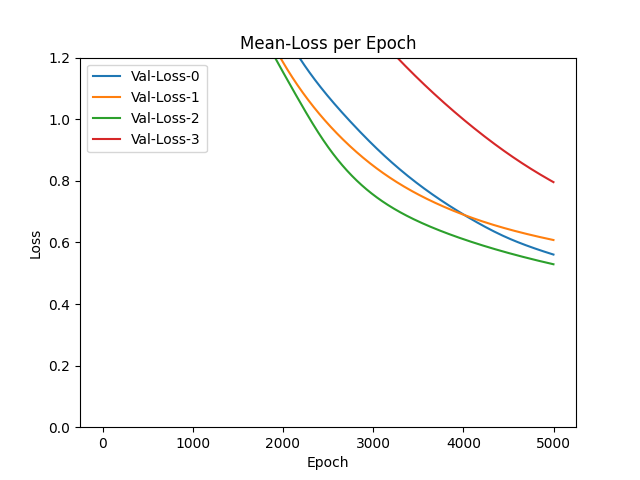 Mean-Loss per Epoch
Val-Loss-0
Val-Loss-1
Val-Loss-2
Val-Loss-3
1.2
1.0
0.8
0.6
0.4
0.2
0.0
Loss
0 1000 2000 3000 4000 5000
Epoch